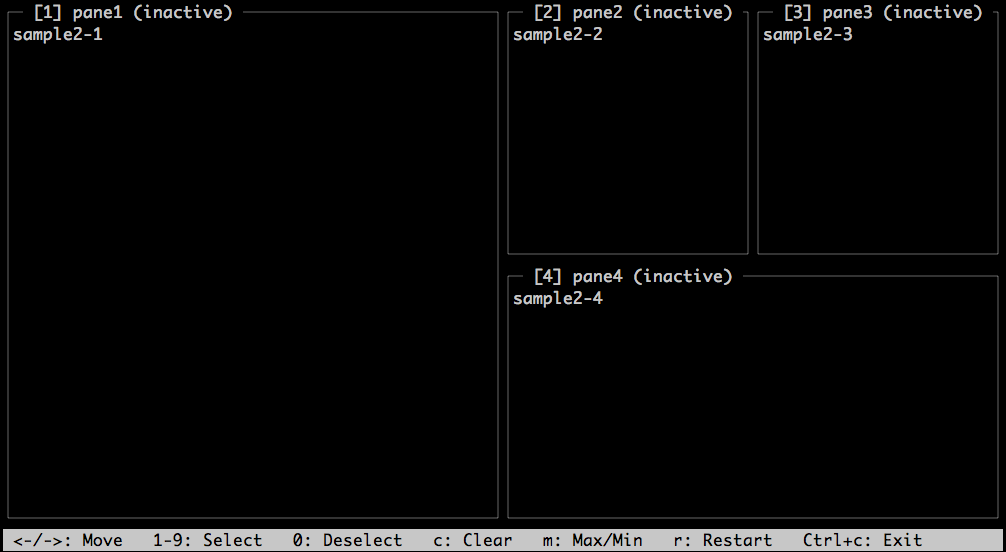 [1] pane1 (inactive)
sample2-1
[2] pane2 (inactive)
sample2-2
[3] pane3 (inactive)
sample2-3
[4] pane4 (inactive)
sample2-4
<-/->: Move   1-9: Select   0: Deselect   c: Clear   m: Max/Min   r: Restart   Ctrl+c: Exit